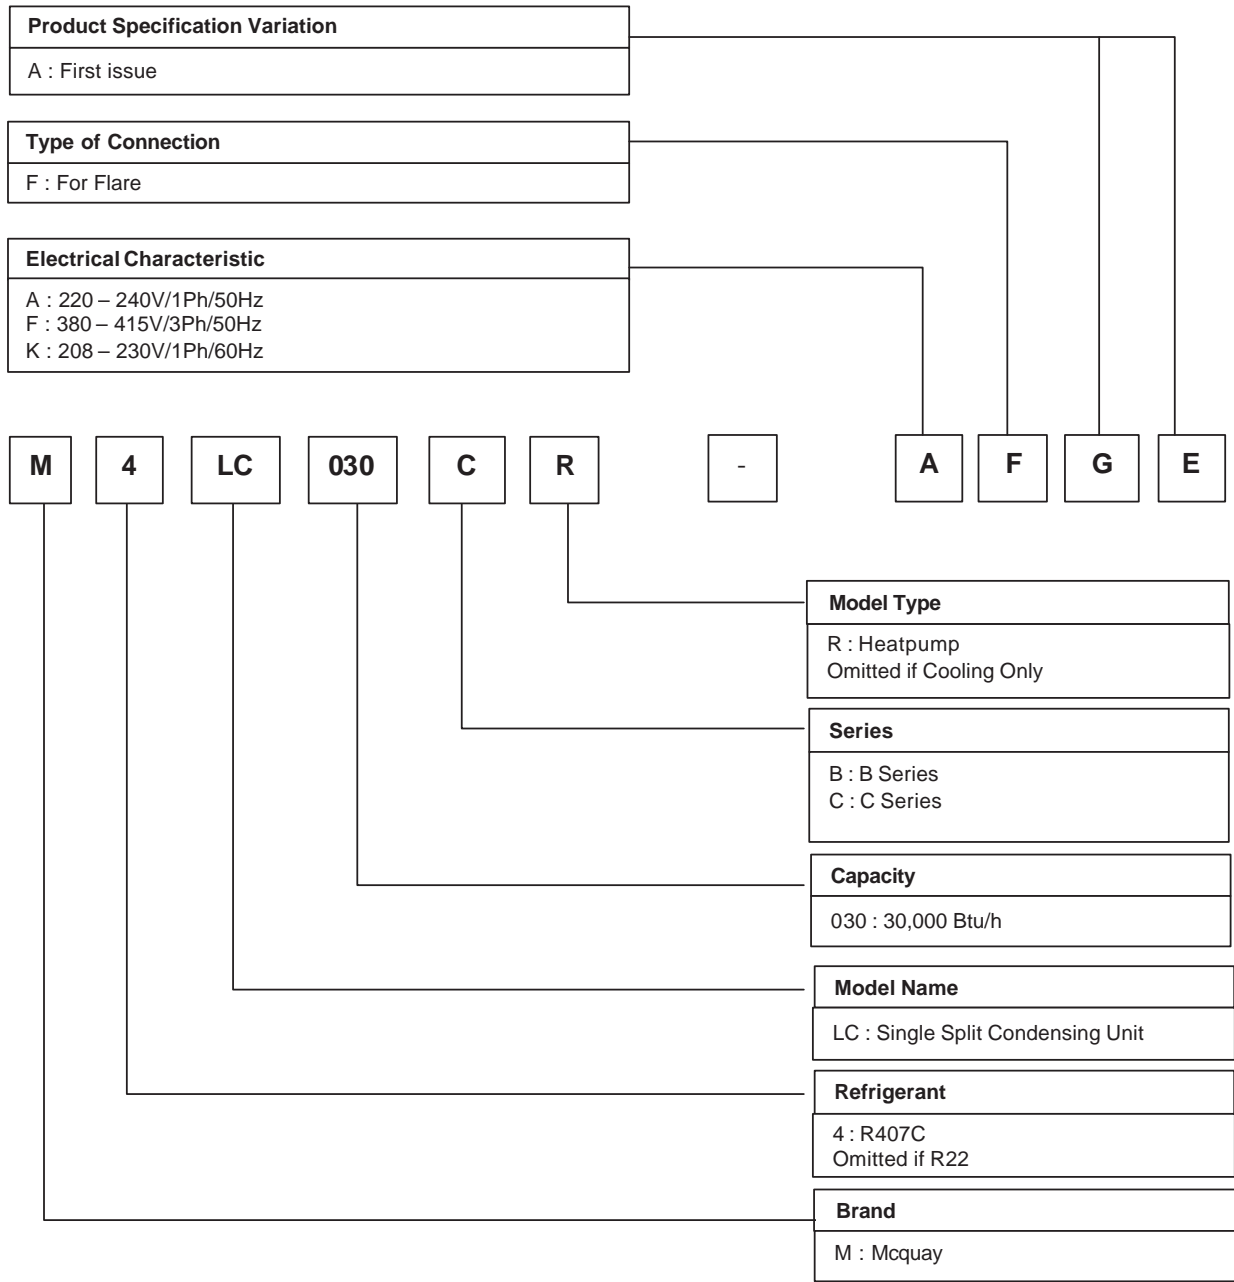 Product Specification Variation
A : First issue
Type of Connection
F : For Flare
Electrical Characteristic
A : 220 – 240V/1Ph/50Hz
F : 380 – 415V/3Ph/50Hz
K : 208 – 230V/1Ph/60Hz
M 4 LC 030 C R - A F G E
Model Type
R : Heatpump
Omitted if Cooling Only
Series
B : B Series
C : C Series
Capacity
030 : 30,000 Btu/h
Model Name
LC : Single Split Condensing Unit
Refrigerant
4 : R407C
Omitted if R22
Brand
M : Mcquay